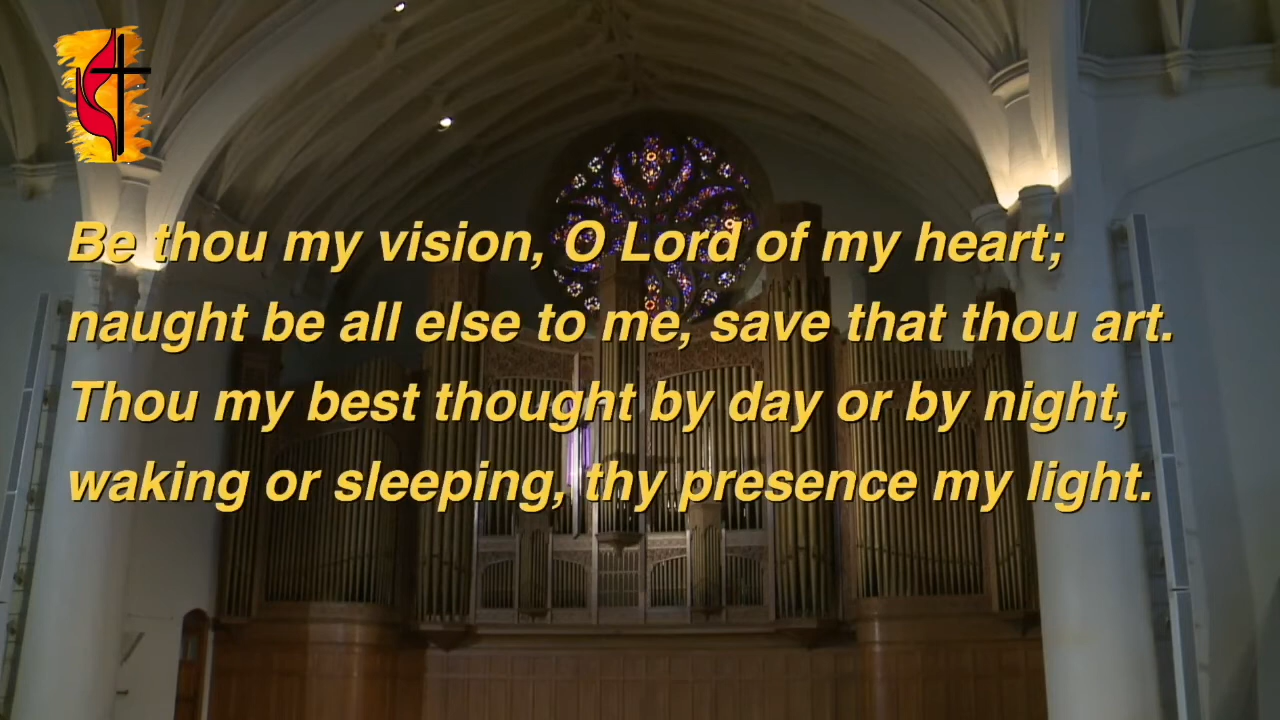 Be thou my vision, O Lord of my heart;
naught be all else to me, save that thou art.
Thou my best thought by day or by night,
waking or sleeping, thy presence my light.